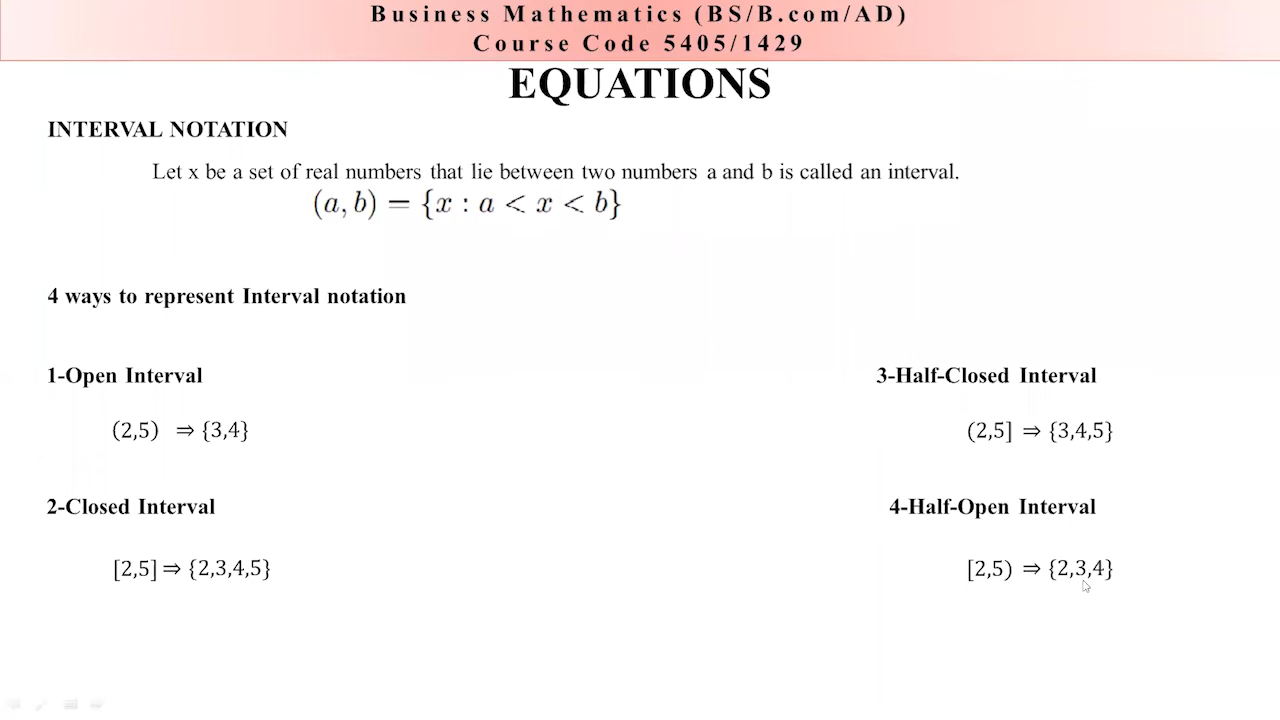 Business Mathematics (BS/B.com/AD)
Course Code 5405/1429
EQUATIONS
INTERVAL NOTATION
Let x be a set of real numbers that lie between two numbers a and b is called an interval.
(a, b) = {x : a < x < b}
4 ways to represent Interval notation
1-Open Interval
(2,5) ⇒ {3,4}
2-Closed Interval
[2,5] ⇒ {2,3,4,5}
3-Half-Closed Interval
(2,5] ⇒ {3,4,5}
4-Half-Open Interval
[2,5) ⇒ {2,3,4}